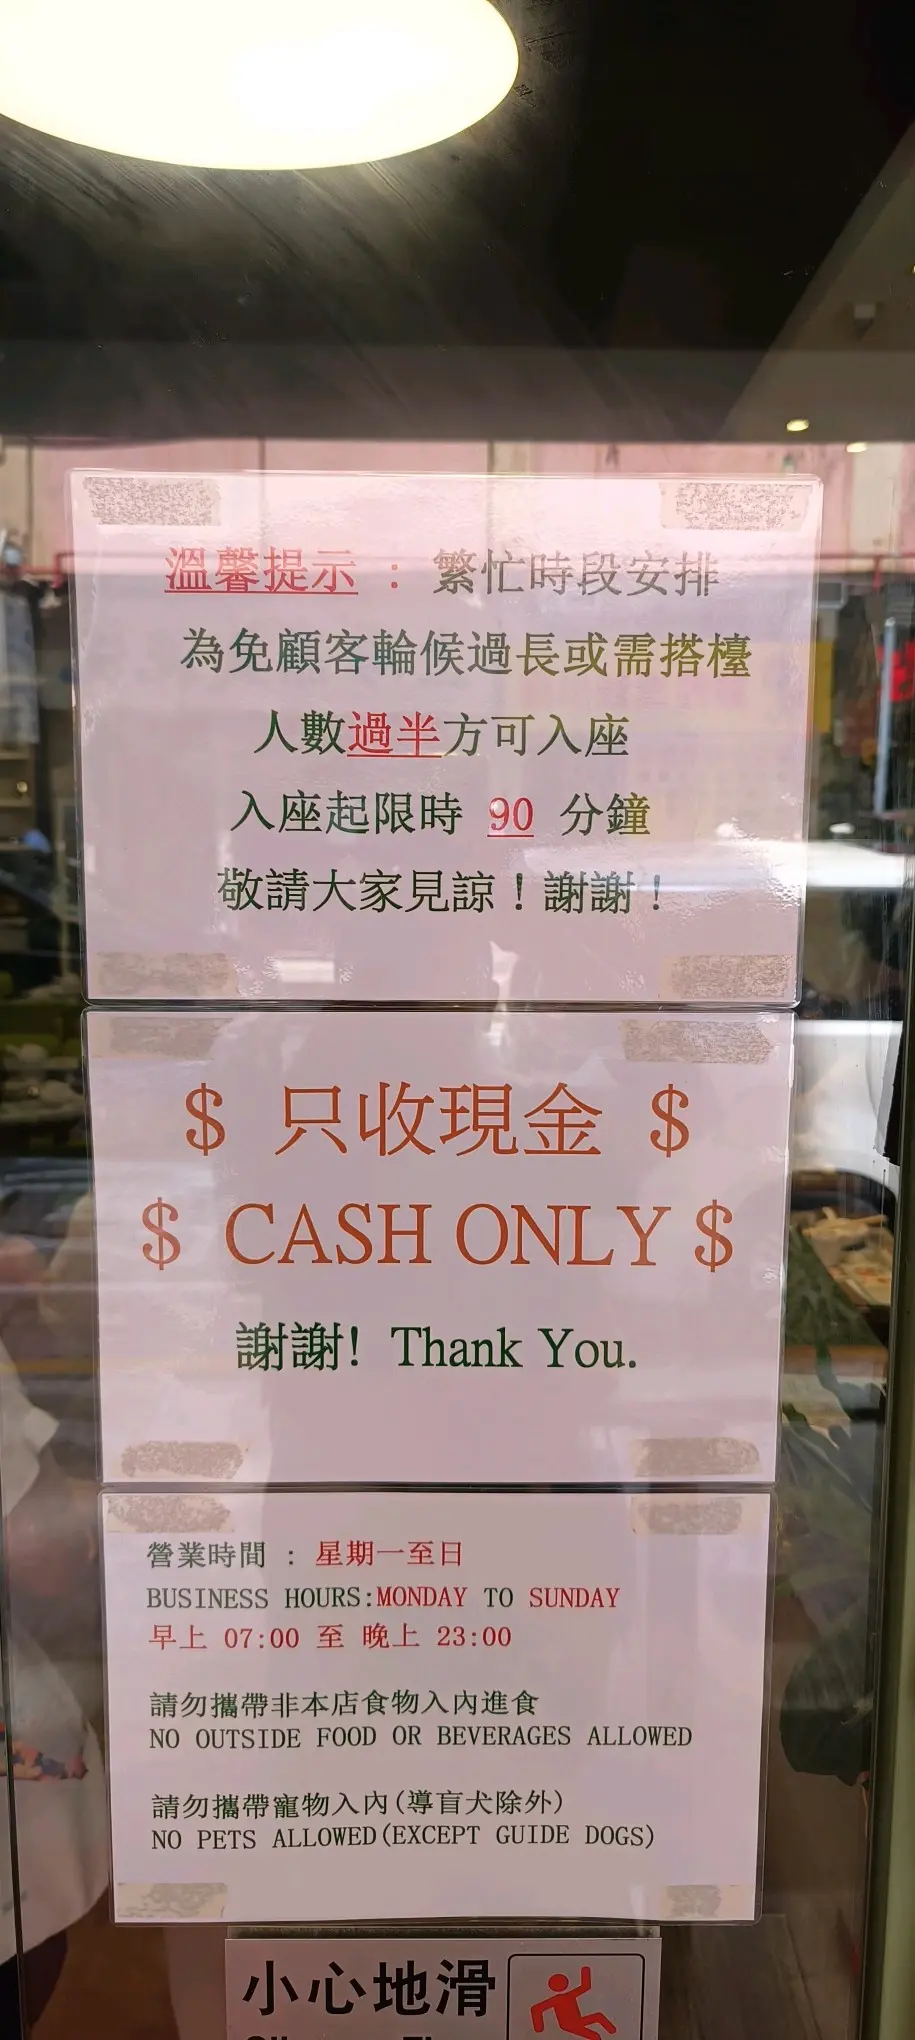 溫馨提示 : 繁忙時段安排
為免顧客輪候過長或需搭檯
人數過半方可入座
入座起限時 90 分鐘
敬請大家見諒！謝謝！
$ 只收現金 $
$ CASH ONLY $
謝謝! Thank You.
營業時間 : 星期一至日
BUSINESS HOURS:MONDAY TO SUNDAY
早上 07:00 至 晚上 23:00
請勿攜帶非本店食物入內進食
NO OUTSIDE FOOD OR BEVERAGES ALLOWED
請勿攜帶寵物入內(導盲犬除外)
NO PETS ALLOWED(EXCEPT GUIDE DOGS)
小心地滑